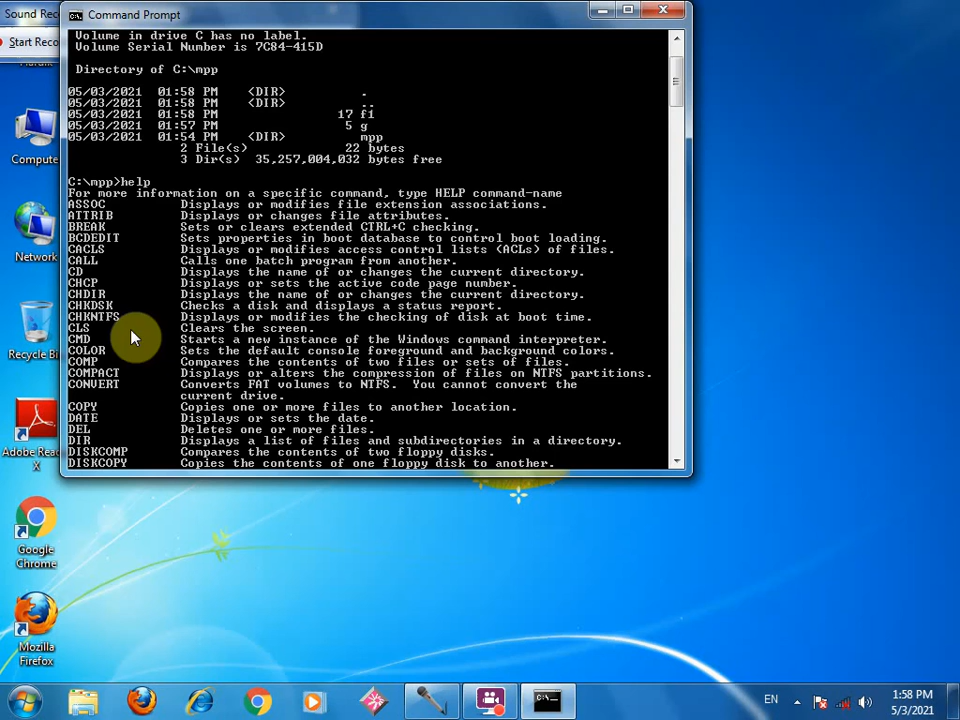 Sound Rec
Start Reco
Compute
Network
Recycle Bi
Adobe Rea
X
Google
Chrome
Mozilla
Firefox
Command Prompt
Volume in drive C has no label.
Volume Serial Number is 7C84-415D
Directory of C:\mpp
05/03/2021 01:58 PM <DIR> .
05/03/2021 01:58 PM <DIR> ..
05/03/2021 01:58 PM 17 f1
05/03/2021 01:57 PM 5 g
05/03/2021 01:54 PM <DIR> mpp
2 File(s) 22 bytes
3 Dir(s) 35,257,004,032 bytes free
C:\mpp>help
For more information on a specific command, type HELP command-name
ASSOC Displays or modifies file extension associations.
ATTRIB Displays or changes file attributes.
BREAK Sets or clears extended CTRL+C checking.
BCDEDIT Sets properties in boot database to control boot loading.
CACLS Displays or modifies access control lists (ACLs) of files.
CALL Calls one batch program from another.
CD Displays the name of or changes the current directory.
CHCP Displays or sets the active code page number.
CHDIR Displays the name of or changes the current directory.
CHKDSK Checks a disk and displays a status report.
CHKNTFS Displays or modifies the checking of disk at boot time.
CLS Clears the screen.
CMD Starts a new instance of the Windows command interpreter.
COLOR Sets the default console foreground and background colors.
COMP Compares the contents of two files or sets of files.
COMPACT Displays or alters the compression of files on NTFS partitions.
CONVERT Converts FAT volumes to NTFS. You cannot convert the
current drive.
COPY Copies one or more files to another location.
DATE Displays or sets the date.
DEL Deletes one or more files.
DIR Displays a list of files and subdirectories in a directory.
DISKCOMP Compares the contents of two floppy disks.
DISKCOPY Copies the contents of one floppy disk to another.
EN
1:58 PM
5/3/2021